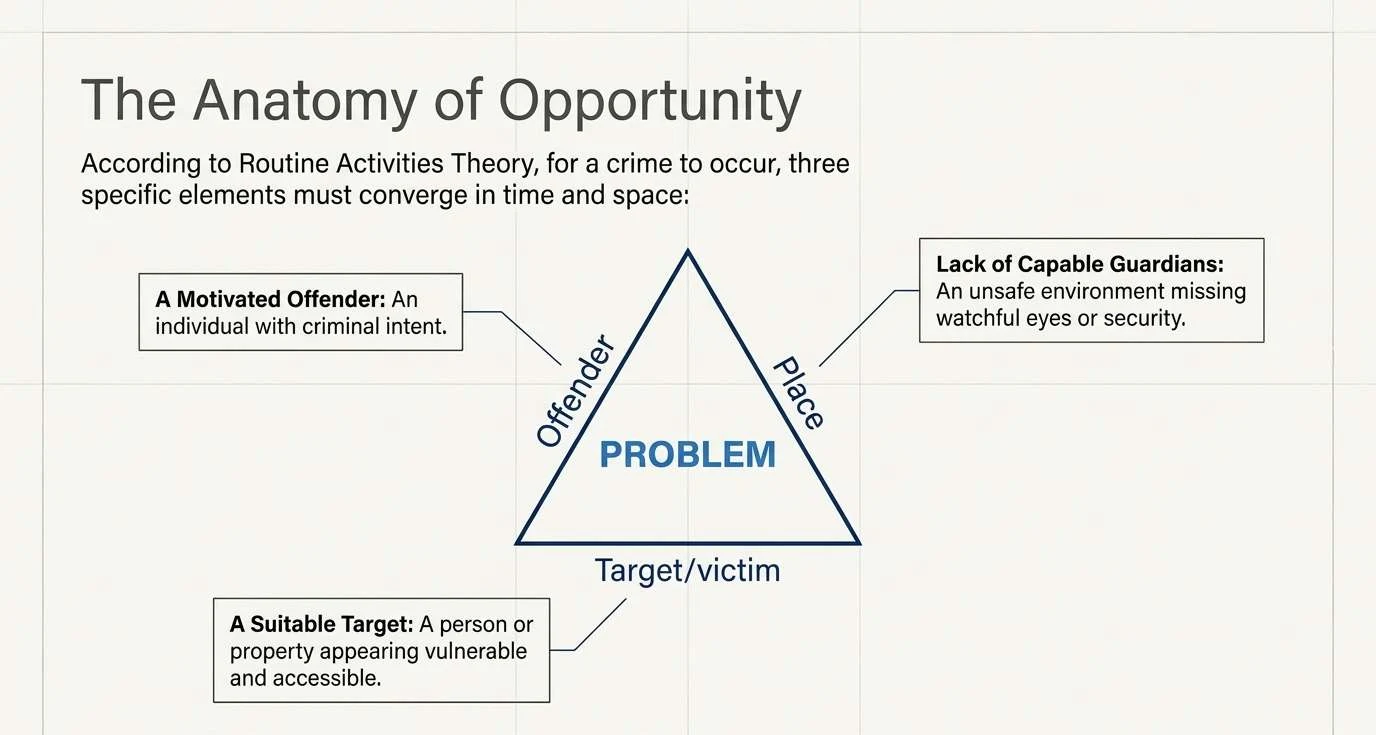 The Anatomy of Opportunity
According to Routine Activities Theory, for a crime to occur, three
specific elements must converge in time and space:
A Motivated Offender: An
individual with criminal intent.
Lack of Capable Guardians:
An unsafe environment missing
watchful eyes or security.
Offender
Place
PROBLEM
Target/victim
A Suitable Target: A person or
property appearing vulnerable
and accessible.